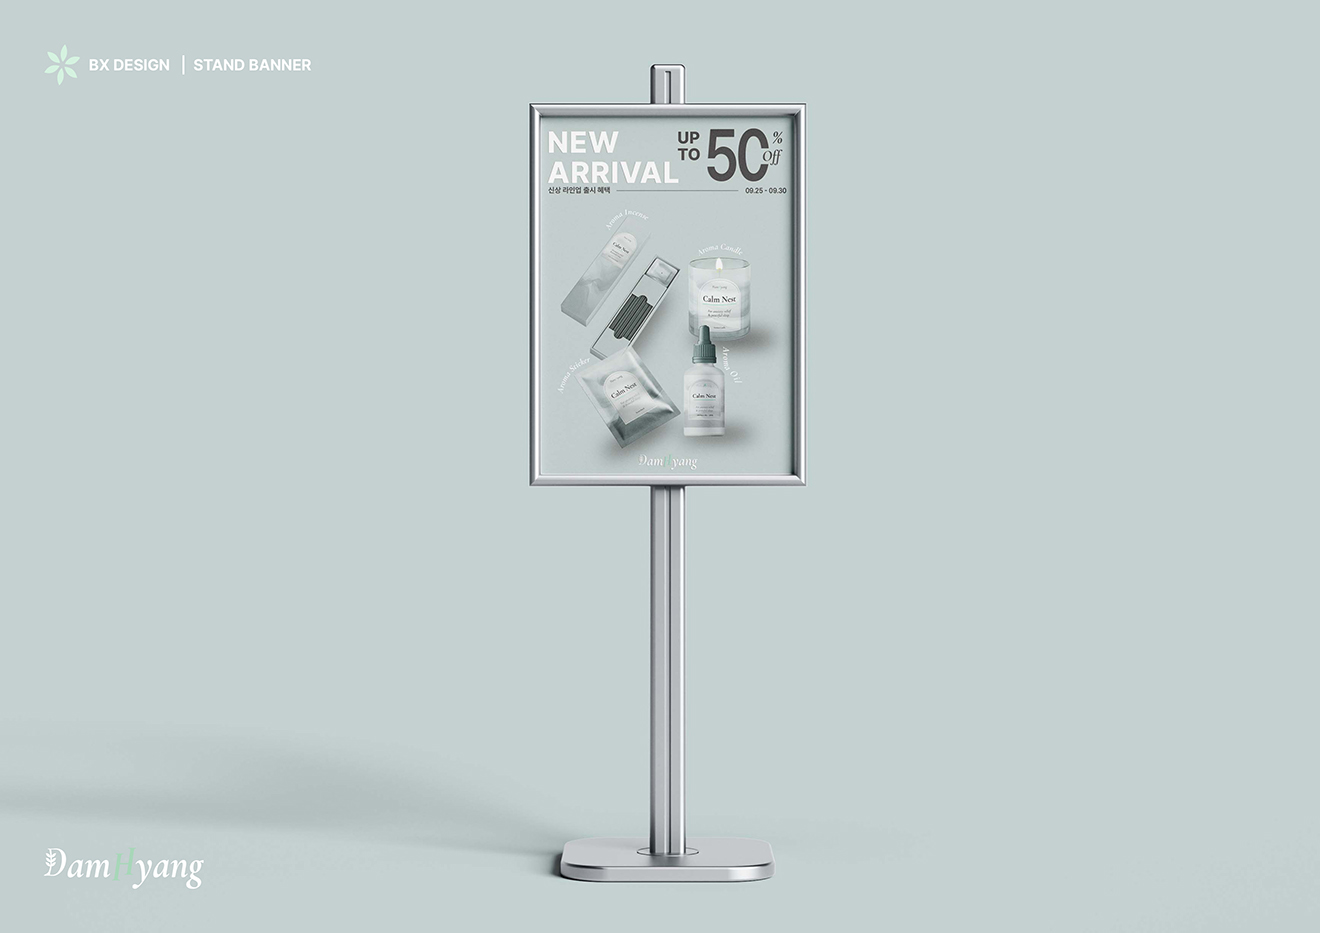 BX DESIGN | STAND BANNER
NEW
ARRIVAL
UP
TO
50
%
Off
신상 라인업 출시 혜택
09.25 - 09.30
Aroma Incense
Calm Nest
Aroma Candle
Calm Nest
Aroma Sticker
Calm Nest
Aroma Oil
Calm Nest
DamHyang
DamHyang